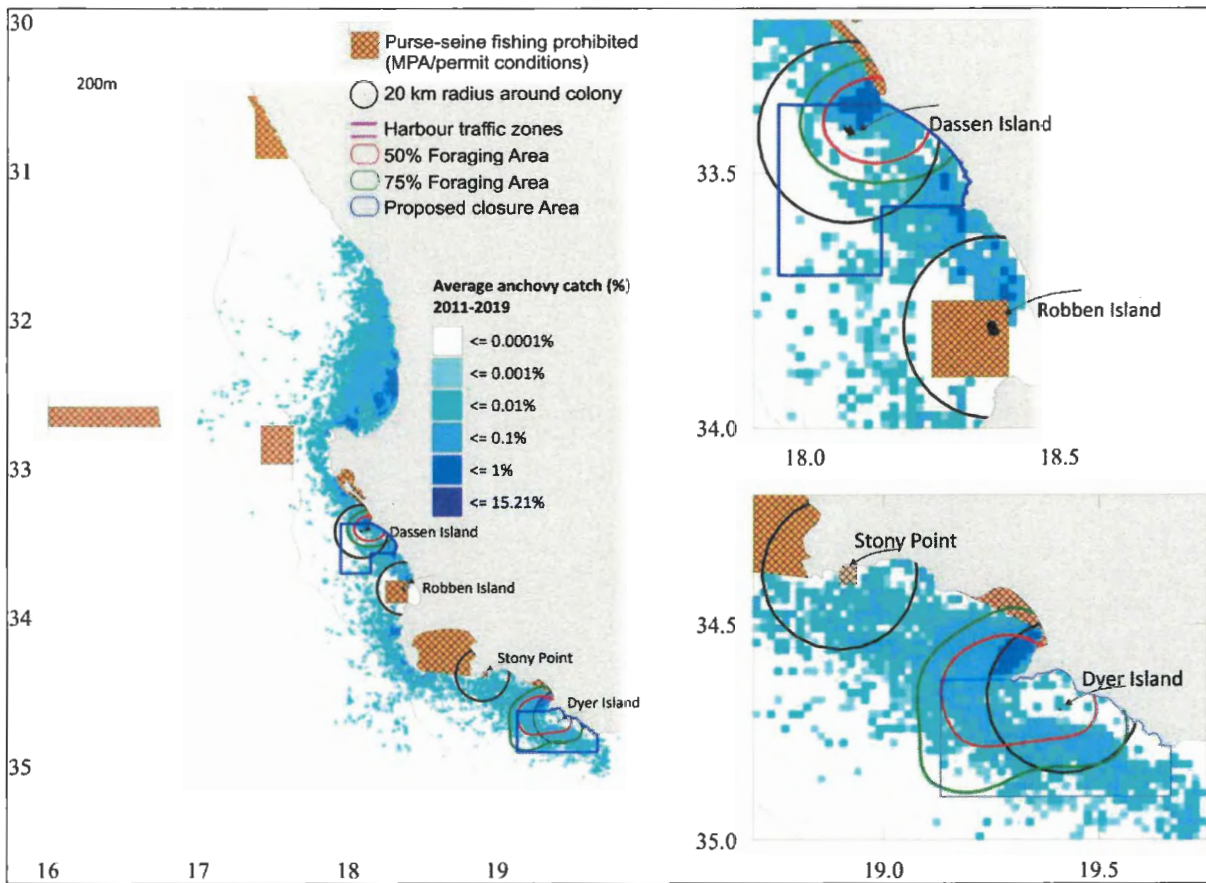 30
31
32
33
34
35
16
17
18
19
200m
Purse-seine fishing prohibited
(MPA/permit conditions)
20 km radius around colony
Harbour traffic zones
50% Foraging Area
75% Foraging Area
Proposed closure Area
Average anchovy catch (%)
2011-2019
<= 0.0001%
<= 0.001%
<= 0.01%
<= 0.1%
<= 1%
<= 15.21%
Dassen Island
Robben Island
Stony Point
Dyer Island
Dassen Island
33.5
Robben Island
34.0
18.0
18.5
Stony Point
34.5
Dyer Island
35.0
19.0
19.5